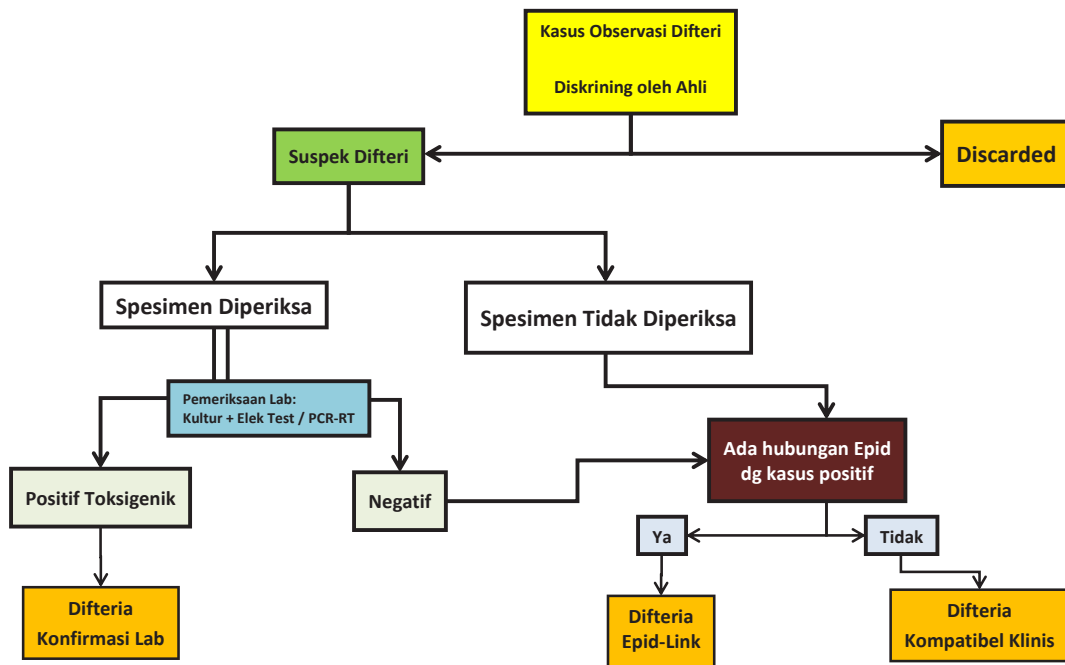 Kasus Observasi Difteri
Diskrining oleh Ahli
Suspek Difteri
Discarded
Spesimen Diperiksa
Spesimen Tidak Diperiksa
Pemeriksaan Lab:
Kultur + Elek Test / PCR-RT
Ada hubungan Epid
dg kasus positif
Positif Toksigenik
Negatif
Ya
Tidak
Difteria
Konfirmasi Lab
Difteria
Epid-Link
Difteria
Kompatibel Klinis